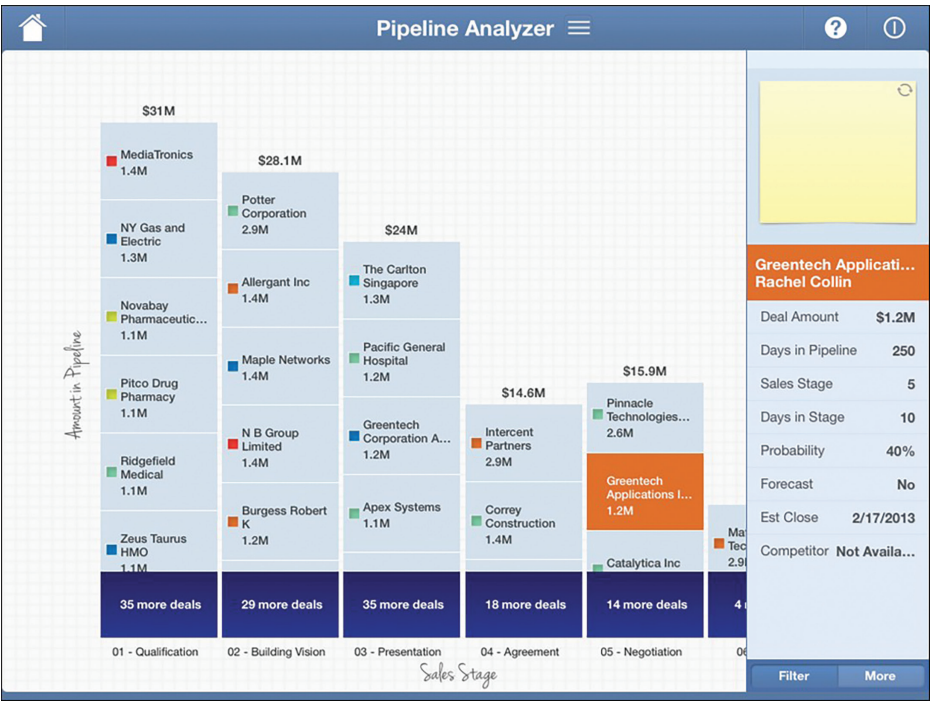 Pipeline Analyzer
?
$31M
MediaTronics
1.4M
NY Gas and
Electric
1.3M
Novabay
Pharmaceutic...
1.1M
Pitco Drug
Pharmacy
1.1M
Ridgefield
Medical
1.1M
Zeus Taurus
HMO
1.1M
35 more deals
01 - Qualification
$28.1M
Potter
Corporation
2.9M
Allergant Inc
1.4M
Maple Networks
1.4M
N B Group
Limited
1.4M
Burgess Robert
K
1.2M
29 more deals
02 - Building Vision
$24M
The Carlton
Singapore
1.3M
Pacific General
Hospital
1.2M
Greentech
Corporation A...
1.2M
Apex Systems
1.1M
35 more deals
03 - Presentation
$14.6M
Intercent
Partners
2.9M
Correy
Construction
1.4M
18 more deals
04 - Agreement
$15.9M
Pinnacle
Technologies...
2.6M
Greentech
Applications I...
1.2M
Catalytica Inc
14 more deals
05 - Negotiation
Mat
Tec
2.9
4
06
Amount in Pipeline
Sales Stage
Greentech Applicati...
Rachel Collin
Deal Amount $1.2M
Days in Pipeline 250
Sales Stage 5
Days in Stage 10
Probability 40%
Forecast No
Est Close 2/17/2013
Competitor Not Availa...
Filter More